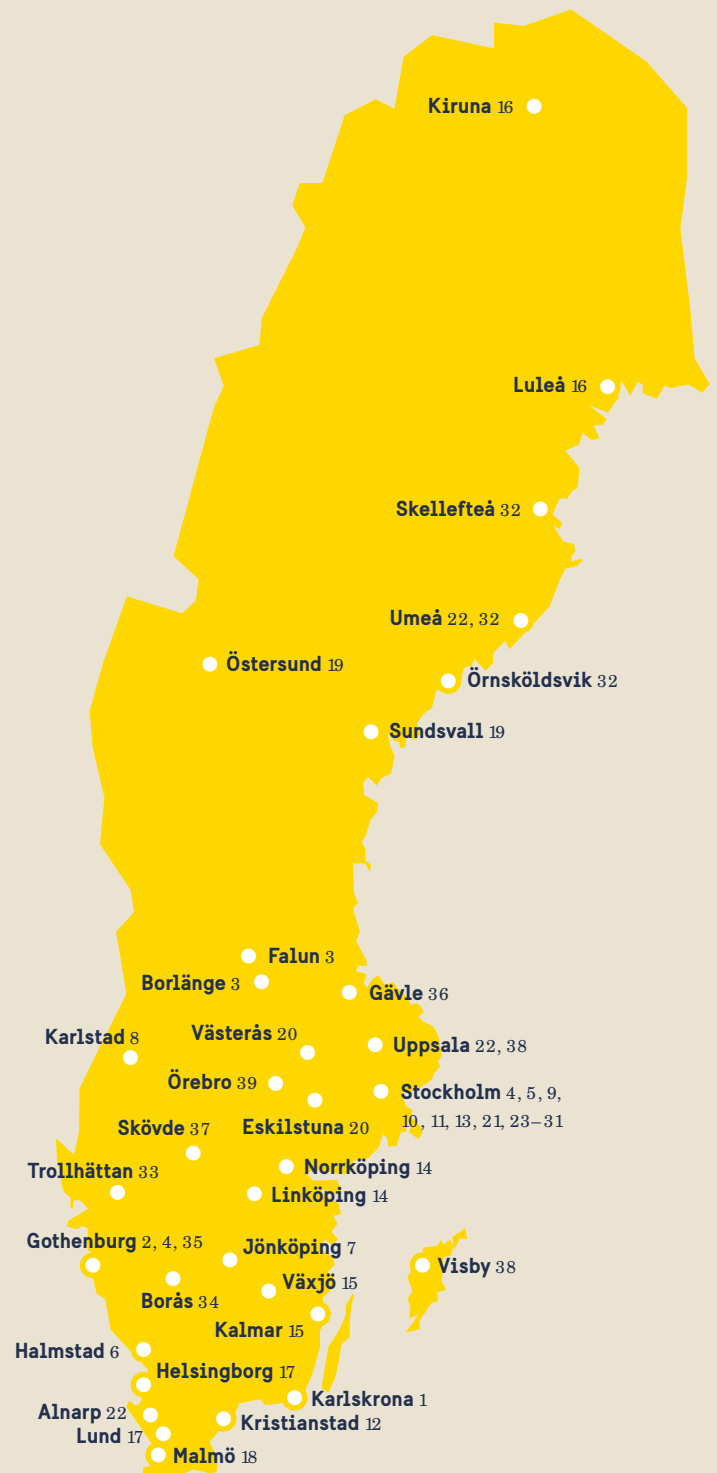 Kiruna 16
Luleå 16
Skellefteå 32
Umeå 22, 32
Östersund 19
Örnsköldsvik 32
Sundsvall 19
Falun 3
Borlänge 3
Gävle 36
Karlstad 8
Västerås 20
Uppsala 22, 38
Örebro 39
Stockholm 4, 5, 9,
10, 11, 13, 21, 23–31
Skövde 37
Eskilstuna 20
Trollhättan 33
Norrköping 14
Linköping 14
Gothenburg 2, 4, 35
Jönköping 7
Visby 38
Växjö 15
Borås 34
Kalmar 15
Halmstad 6
Helsingborg 17
Karlskrona 1
Alnarp 22
Kristianstad 12
Lund 17
Malmö 18